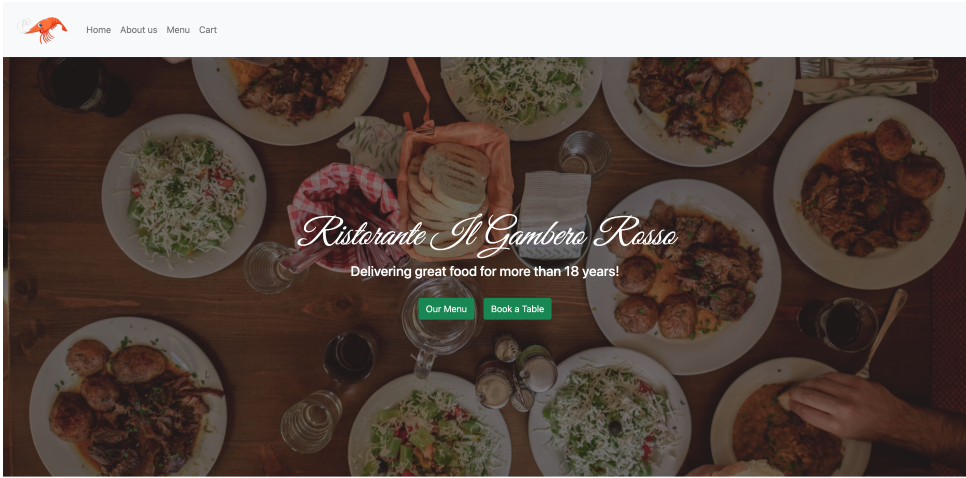 Home About us Menu Cart
Ristorante Il Gambero Rosso
Delivering great food for more than 18 years!
Our Menu Book a Table